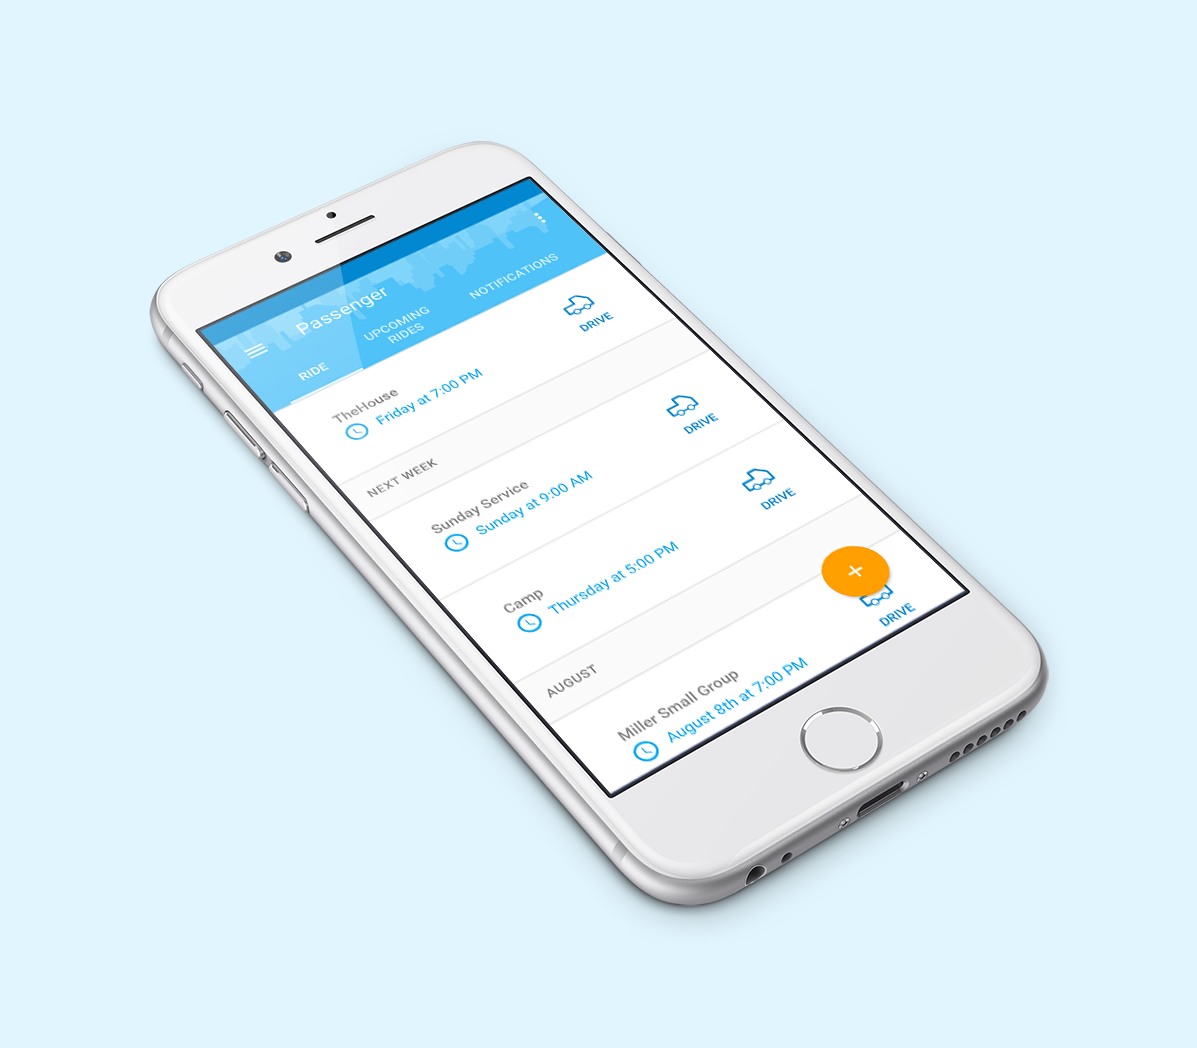 Passenger
RIDE
UPCOMING
RIDES
NOTIFICATIONS
TheHouse
Friday at 7:00 PM
DRIVE
NEXT WEEK
Sunday Service
Sunday at 9:00 AM
DRIVE
Camp
Thursday at 5:00 PM
DRIVE
AUGUST
Miller Small Group
August 8th at 7:00 PM
DRIVE